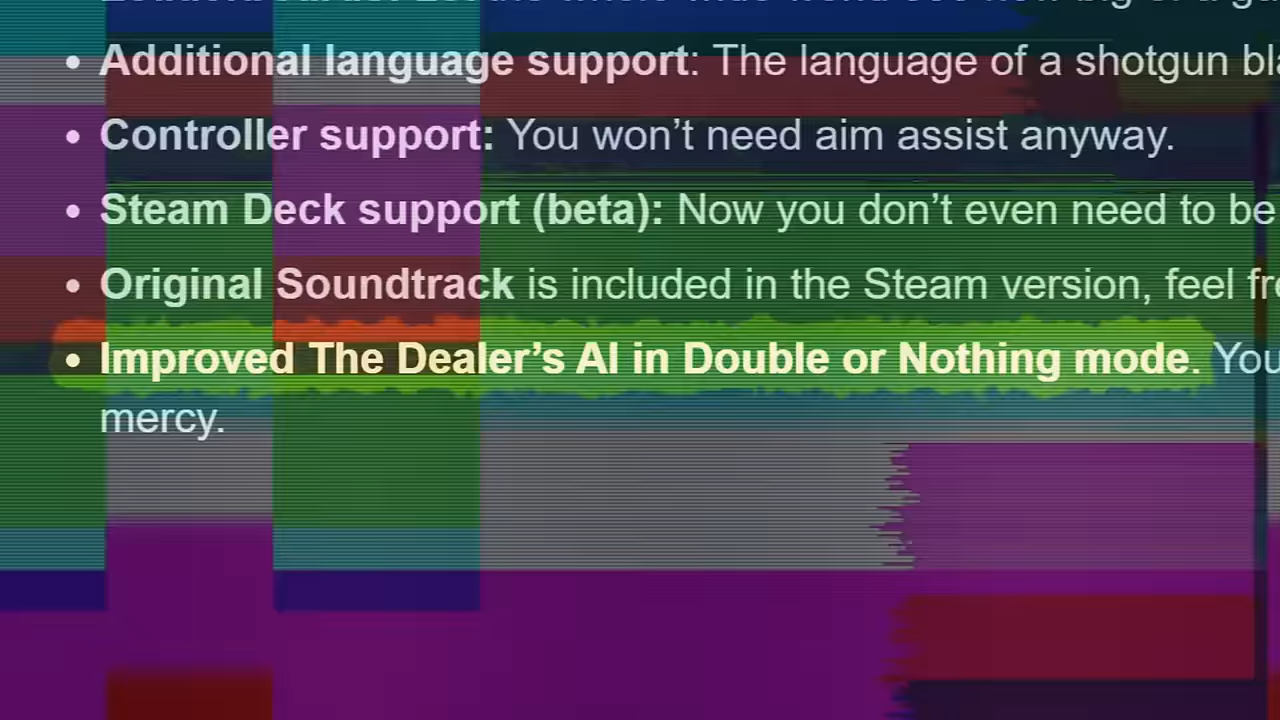 Additional language support: The language of a shotgun
Controller support: You won’t need aim assist anyway.
Steam Deck support (beta): Now you don’t even need to be
Original Soundtrack is included in the Steam version, feel
Improved The Dealer’s AI in Double or Nothing mode. You
mercy.